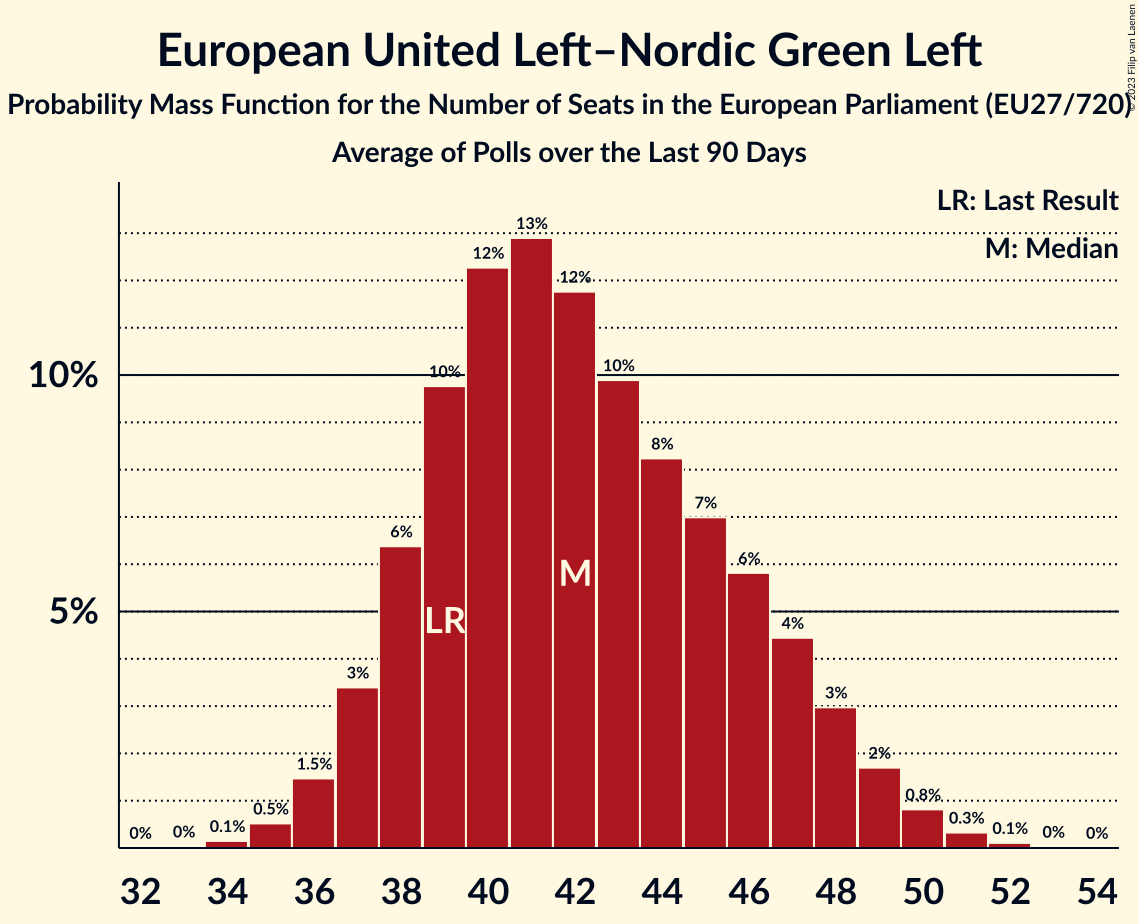 European United Left–Nordic Green Left
Probability Mass Function for the Number of Seats in the European Parliament (EU27/720)
Average of Polls over the Last 90 Days
© 2023 Filip van Laenen
LR: Last Result
M: Median
10%
5%
0%
0%
0.1%
0.5%
1.5%
3%
6%
10%
12%
13%
12%
10%
8%
7%
6%
4%
3%
2%
0.8%
0.3%
0.1%
0%
0%
LR
M
32 34 36 38 40 42 44 46 48 50 52 54